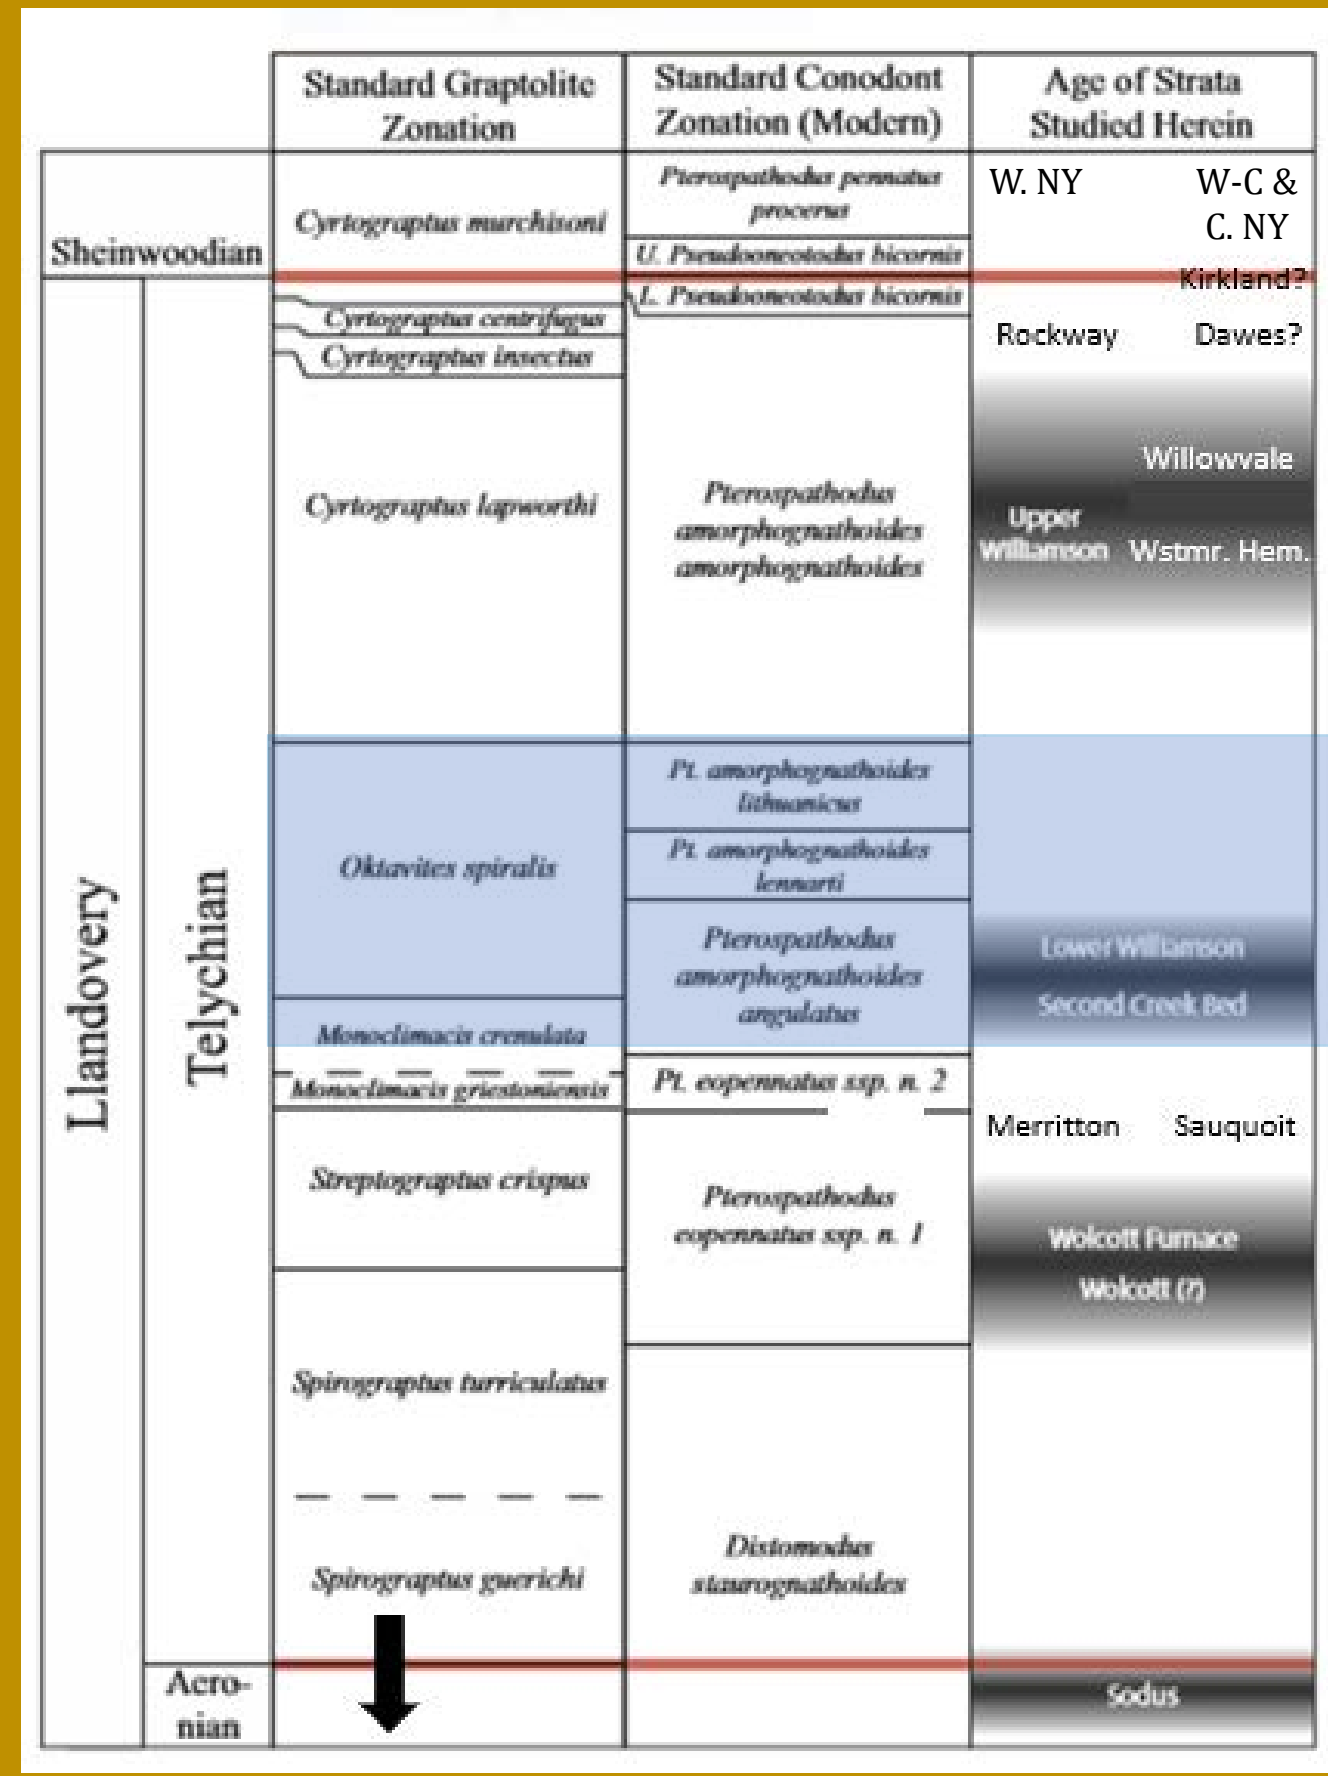 Standard Graptolite
Zonation
Standard Conodont
Zonation (Modern)
Age of Strata
Studied Herein
Sheinwoodian
Llandovery
Telychian
Acro-
nian
Cyrtograptus murchisoni
Cyrtograptus centrifugus
Cyrtograptus insectus
Cyrtograptus lapworthi
Oktavites spiralis
Monoclimacis crenulata
Monoclimacis griestoniensis
Streptograptus crispus
Spirograptus turriculatus
Spirograptus guerichi
Pterospathodus pennatus
procerus
U. Pseudooneotodus bicornis
L. Pseudooneotodus bicornis
Pterospathodus
amorphognathoides
amorphognathoides
Pt. amorphognathoides
lithuanicus
Pt. amorphognathoides
lennarti
Pterospathodus
amorphognathoides
angulatus
Pt. eopennatus ssp. n. 2
Pterospathodus
eopennatus ssp. n. 1
Distomodus
staurognathoides
W. NY
W-C &
C. NY
Kirkland?
Rockway
Dawes?
Willowvale
Upper
Williamson
Wstmr. Hem.
Lower Williamson
Second Creek Bed
Merritton
Sauquoit
Wolcott Furnace
Wolcott (?)
Sodus